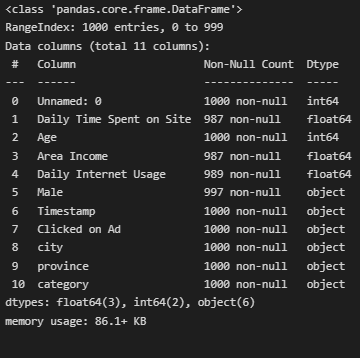 <class 'pandas.core.frame.DataFrame'>
RangeIndex: 1000 entries, 0 to 999
Data columns (total 11 columns):
 #   Column                    Non-Null Count  Dtype
---  ------                    --------------  -----
 0   Unnamed: 0                1000 non-null   int64
 1   Daily Time Spent on Site  987 non-null    float64
 2   Age                       1000 non-null   int64
 3   Area Income               987 non-null    float64
 4   Daily Internet Usage      989 non-null    float64
 5   Male                      997 non-null    object
 6   Timestamp                 1000 non-null   object
 7   Clicked on Ad             1000 non-null   object
 8   city                      1000 non-null   object
 9   province                  1000 non-null   object
 10  category                  1000 non-null   object
dtypes: float64(3), int64(2), object(6)
memory usage: 86.1+ KB